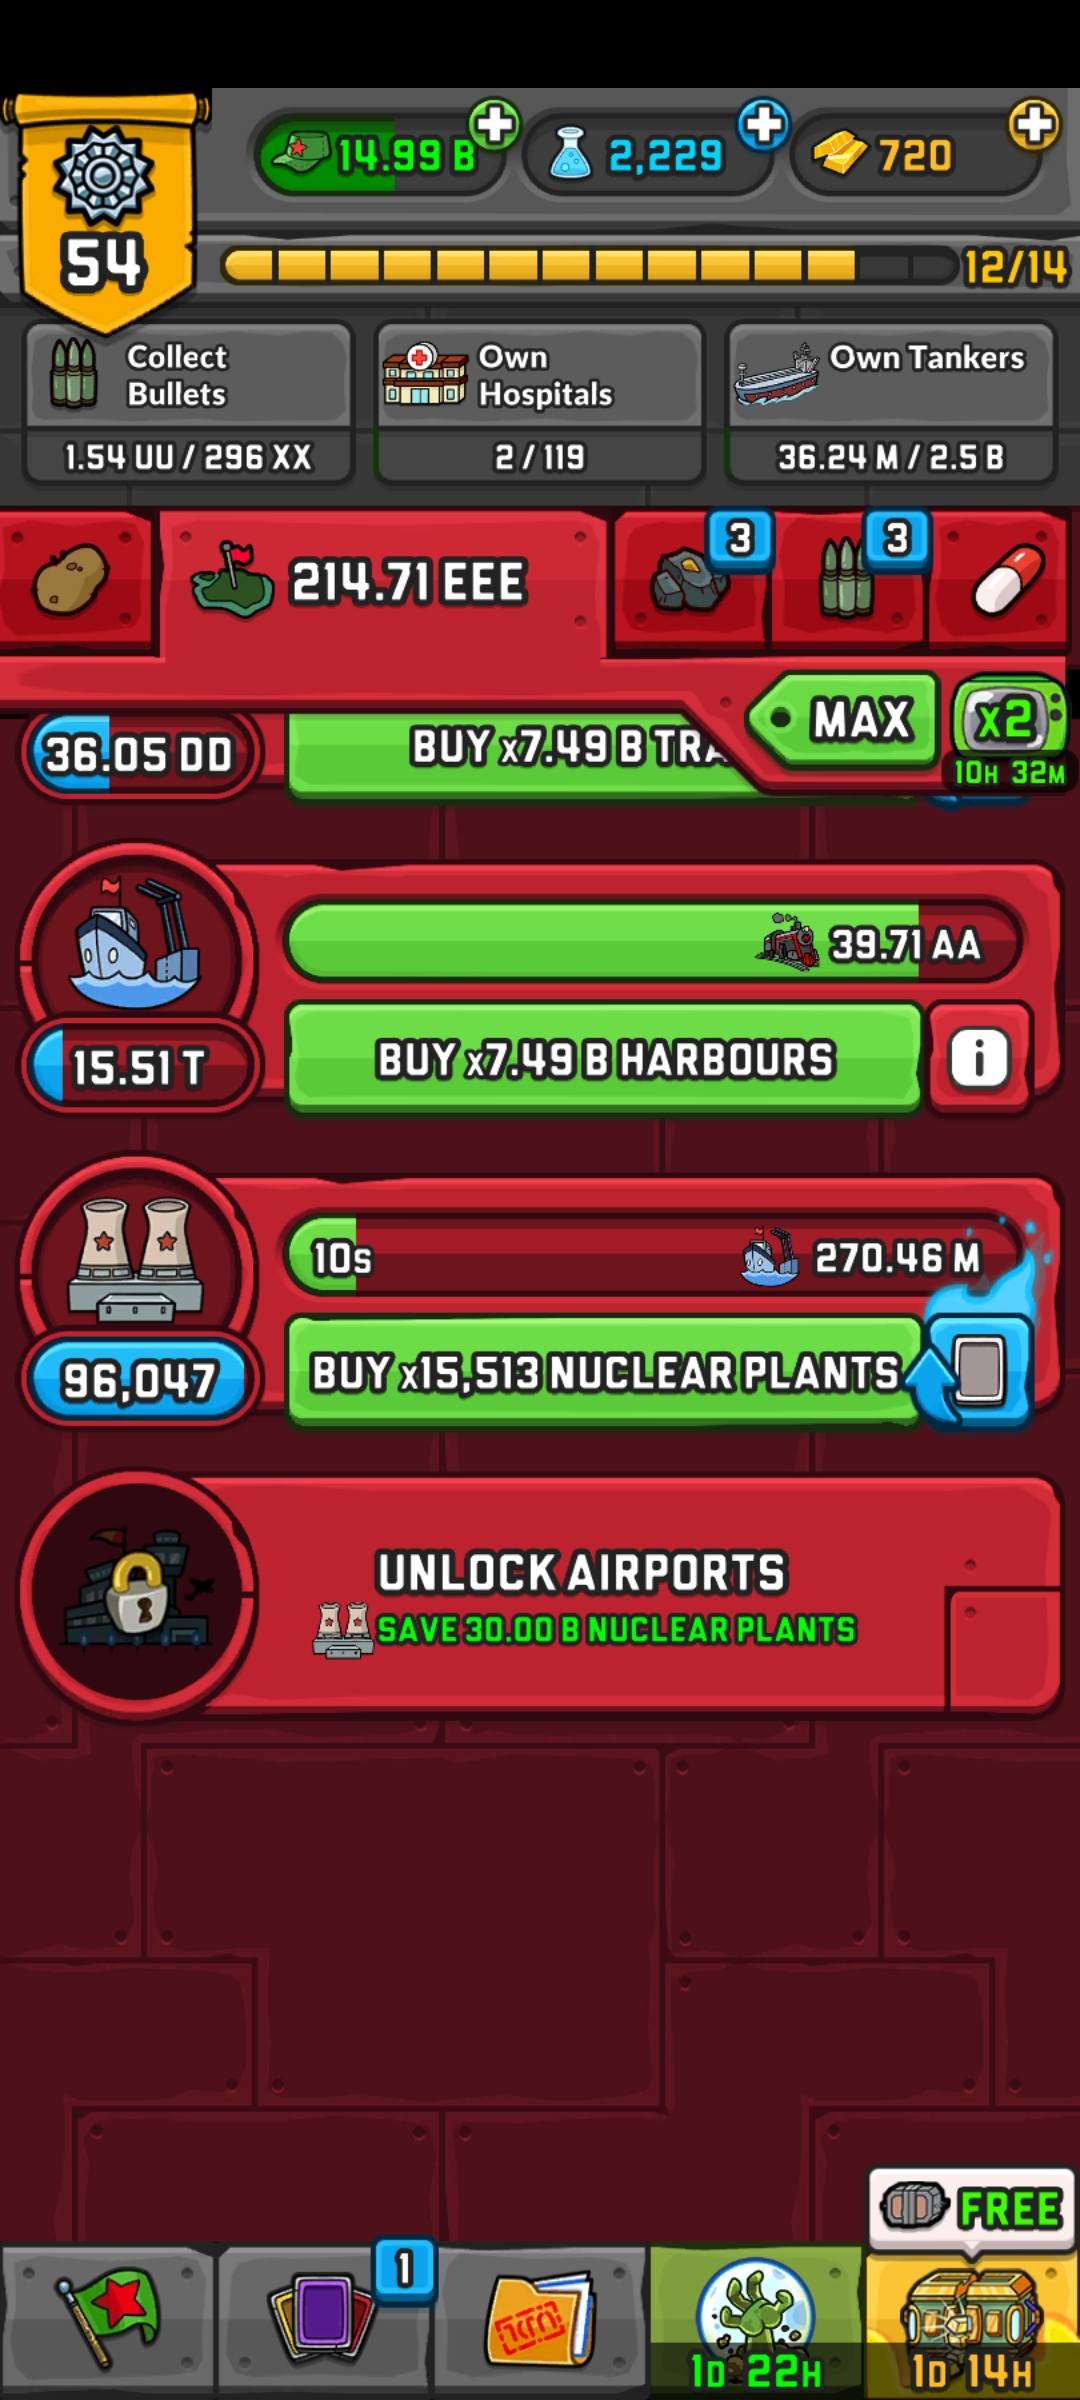 14.99 B
2,229
720
54
12/14
Collect
Bullets
Own
Hospitals
Own Tankers
1.54 UU / 296 XX
2 / 119
36.24 M / 2.5 B
214.71 EEE
3
3
MAX
x2
10H 32M
36.05 DD
BUY x7.49 B TRA
39.71 AA
15.51 T
BUY x7.49 B HARBOURS
i
10s
270.46 M
96,047
BUY x15,513 NUCLEAR PLANTS
UNLOCK AIRPORTS
SAVE 30.00 B NUCLEAR PLANTS
FREE
1
1D 22H
1D 14H